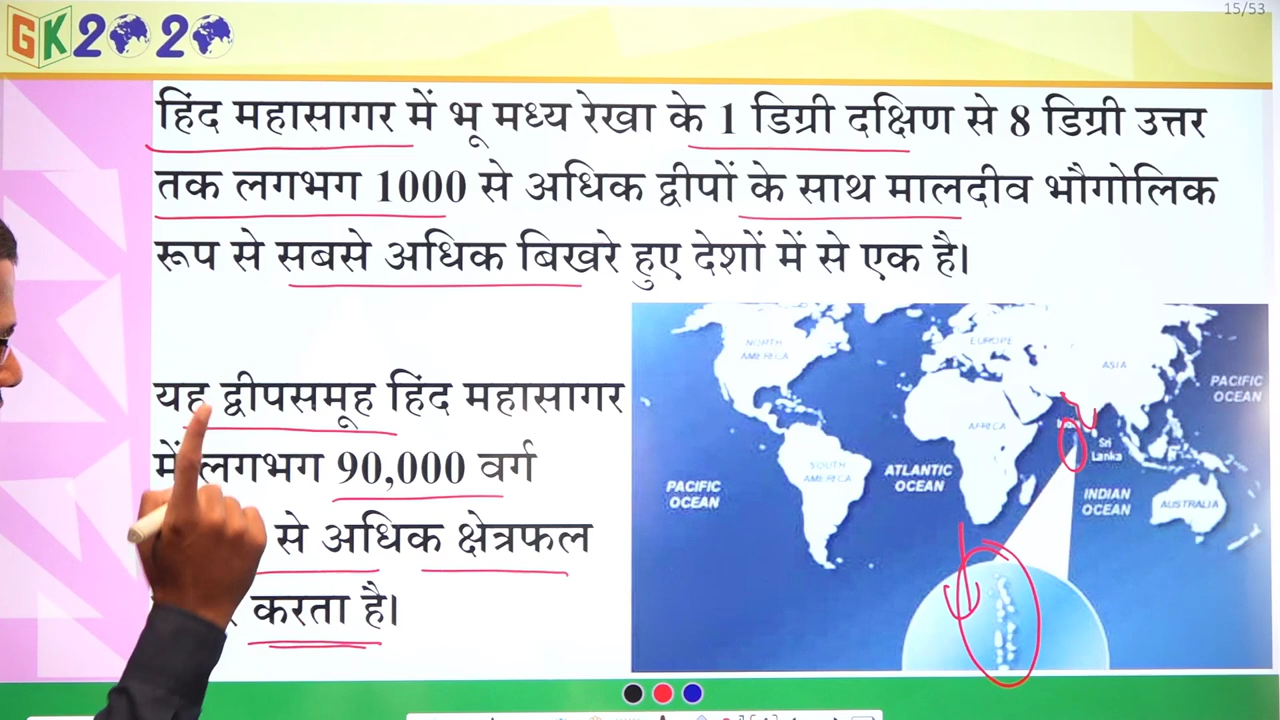 15/53
GK2020
हिंद महासागर में भू मध्य रेखा के 1 डिग्री दक्षिण से 8 डिग्री उत्तर
तक लगभग 1000 से अधिक द्वीपों के साथ मालदीव भौगोलिक
रूप से सबसे अधिक बिखरे हुए देशों में से एक है।
यह द्वीपसमूह हिंद महासागर
में लगभग 90,000 वर्ग
से अधिक क्षेत्रफल
करता है।
NORTH
AMERICA
EUROPE
ASIA
PACIFIC
OCEAN
AFRICA
Sri
Lanka
SOUTH
AMERICA
ATLANTIC
OCEAN
PACIFIC
OCEAN
INDIAN
OCEAN
AUSTRALIA